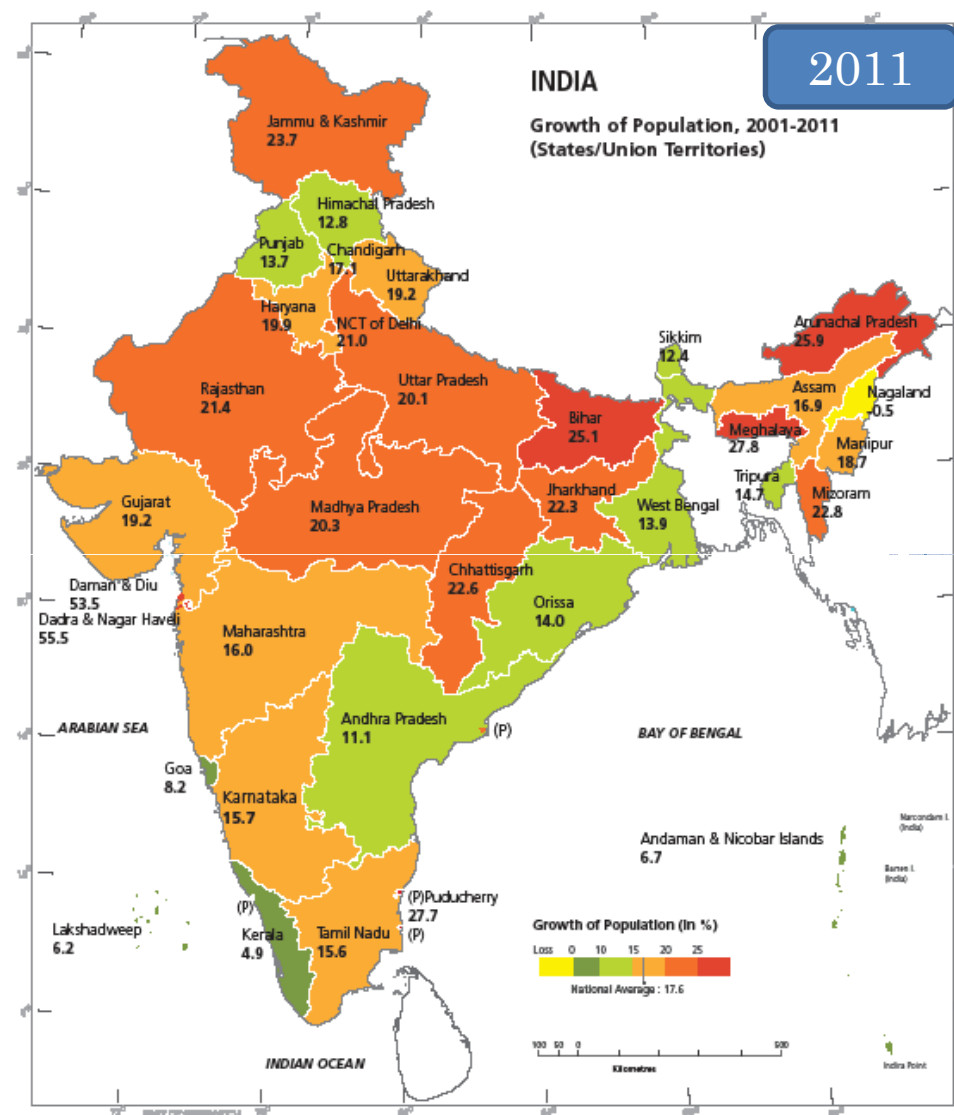 2011
INDIA
Growth of Population, 2001-2011
(States/Union Territories)
Jammu & Kashmir
23.7
Himachal Pradesh
12.8
Punjab
13.7
Chandigarh
17.1
Uttarakhand
19.2
Haryana
19.9
NCT of Delhi
21.0
Rajasthan
21.4
Uttar Pradesh
20.1
Bihar
25.1
Sikkim
12.4
Arunachal Pradesh
25.9
Assam
16.9
Nagaland
-0.5
Meghalaya
27.8
Manipur
18.7
Tripura
14.7
Mizoram
22.8
Gujarat
19.2
Madhya Pradesh
20.3
Jharkhand
22.3
West Bengal
13.9
Chhattisgarh
22.6
Orissa
14.0
Daman & Diu
53.5
Dadra & Nagar Haveli
55.5
Maharashtra
16.0
Andhra Pradesh
11.1
(P)
ARABIAN SEA
BAY OF BENGAL
Goa
8.2
Karnataka
15.7
Andaman & Nicobar Islands
6.7
Narcondam I.
(India)
Barren I.
(India)
(P)Puducherry
27.7
(P)
(P)
Lakshadweep
6.2
Kerala
4.9
Tamil Nadu
15.6
Growth of Population (in %)
Loss 0 10 15 20 25
National Average : 17.6
100 50 0 500
Kilometres
INDIAN OCEAN
Indira Point